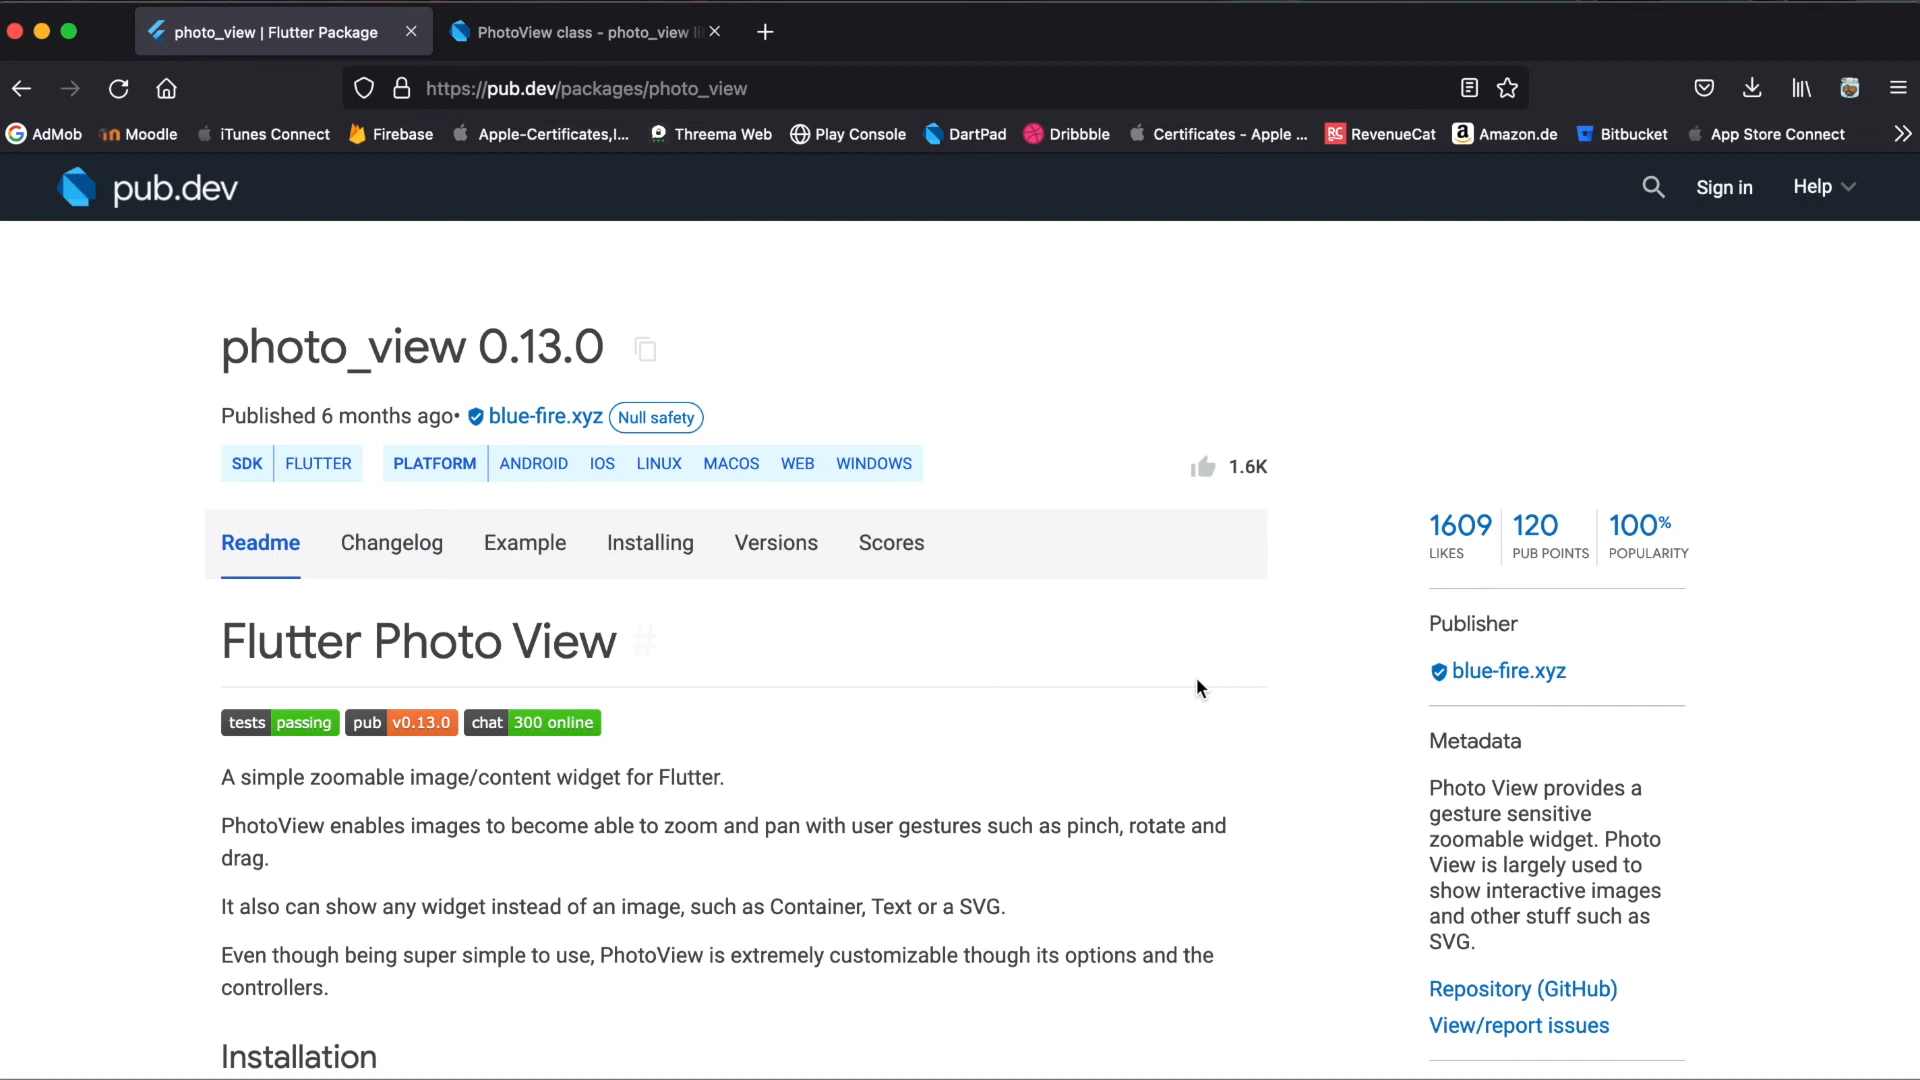 photo_view | Flutter Package
PhotoView class - photo_view li
https://pub.dev/packages/photo_view
AdMob
Moodle
iTunes Connect
Firebase
Apple-Certificates,I...
Threema Web
Play Console
DartPad
Dribbble
Certificates - Apple ...
RevenueCat
Amazon.de
Bitbucket
App Store Connect
pub.dev
Sign in
Help
photo_view 0.13.0
Published 6 months ago• blue-fire.xyz Null safety
SDK FLUTTER PLATFORM ANDROID IOS LINUX MACOS WEB WINDOWS
1.6K
Readme Changelog Example Installing Versions Scores
Flutter Photo View #
tests passing pub v0.13.0 chat 300 online
A simple zoomable image/content widget for Flutter.
PhotoView enables images to become able to zoom and pan with user gestures such as pinch, rotate and
drag.
It also can show any widget instead of an image, such as Container, Text or a SVG.
Even though being super simple to use, PhotoView is extremely customizable though its options and the
controllers.
Installation
1609 120 100%
LIKES PUB POINTS POPULARITY
Publisher
blue-fire.xyz
Metadata
Photo View provides a
gesture sensitive
zoomable widget. Photo
View is largely used to
show interactive images
and other stuff such as
SVG.
Repository (GitHub)
View/report issues